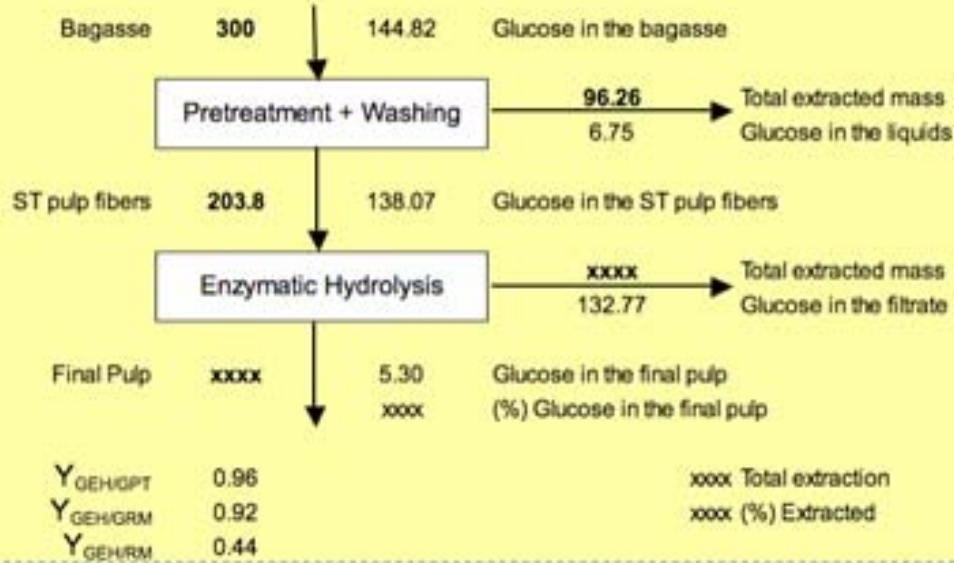 Bagasse 300 144.82 Glucose in the bagasse
Pretreatment + Washing 96.26 Total extracted mass
6.75 Glucose in the liquids
ST pulp fibers 203.8 138.07 Glucose in the ST pulp fibers
Enzymatic Hydrolysis xxxx Total extracted mass
132.77 Glucose in the filtrate
Final Pulp xxxx 5.30 Glucose in the final pulp
xxxx (%) Glucose in the final pulp
Y GEH/GPT 0.96 xxxx Total extraction
Y GEH/GRM 0.92 xxxx (%) Extracted
Y GEH/RM 0.44